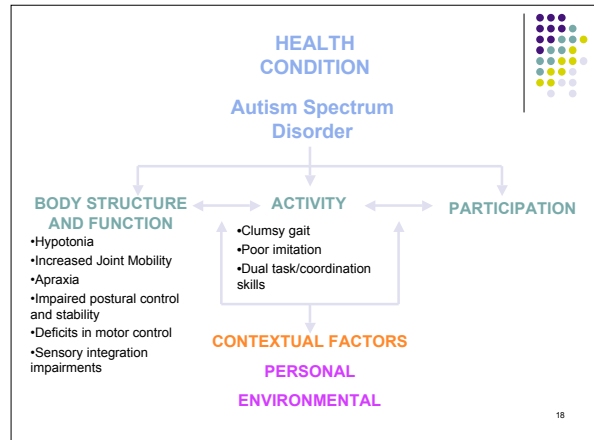 HEALTH
CONDITION
Autism Spectrum
Disorder
BODY STRUCTURE
AND FUNCTION
•Hypotonia
•Increased Joint Mobility
•Apraxia
•Impaired postural control
and stability
•Deficits in motor control
•Sensory integration
impairments
ACTIVITY
•Clumsy gait
•Poor imitation
•Dual task/coordination
skills
PARTICIPATION
CONTEXTUAL FACTORS
PERSONAL
ENVIRONMENTAL
18